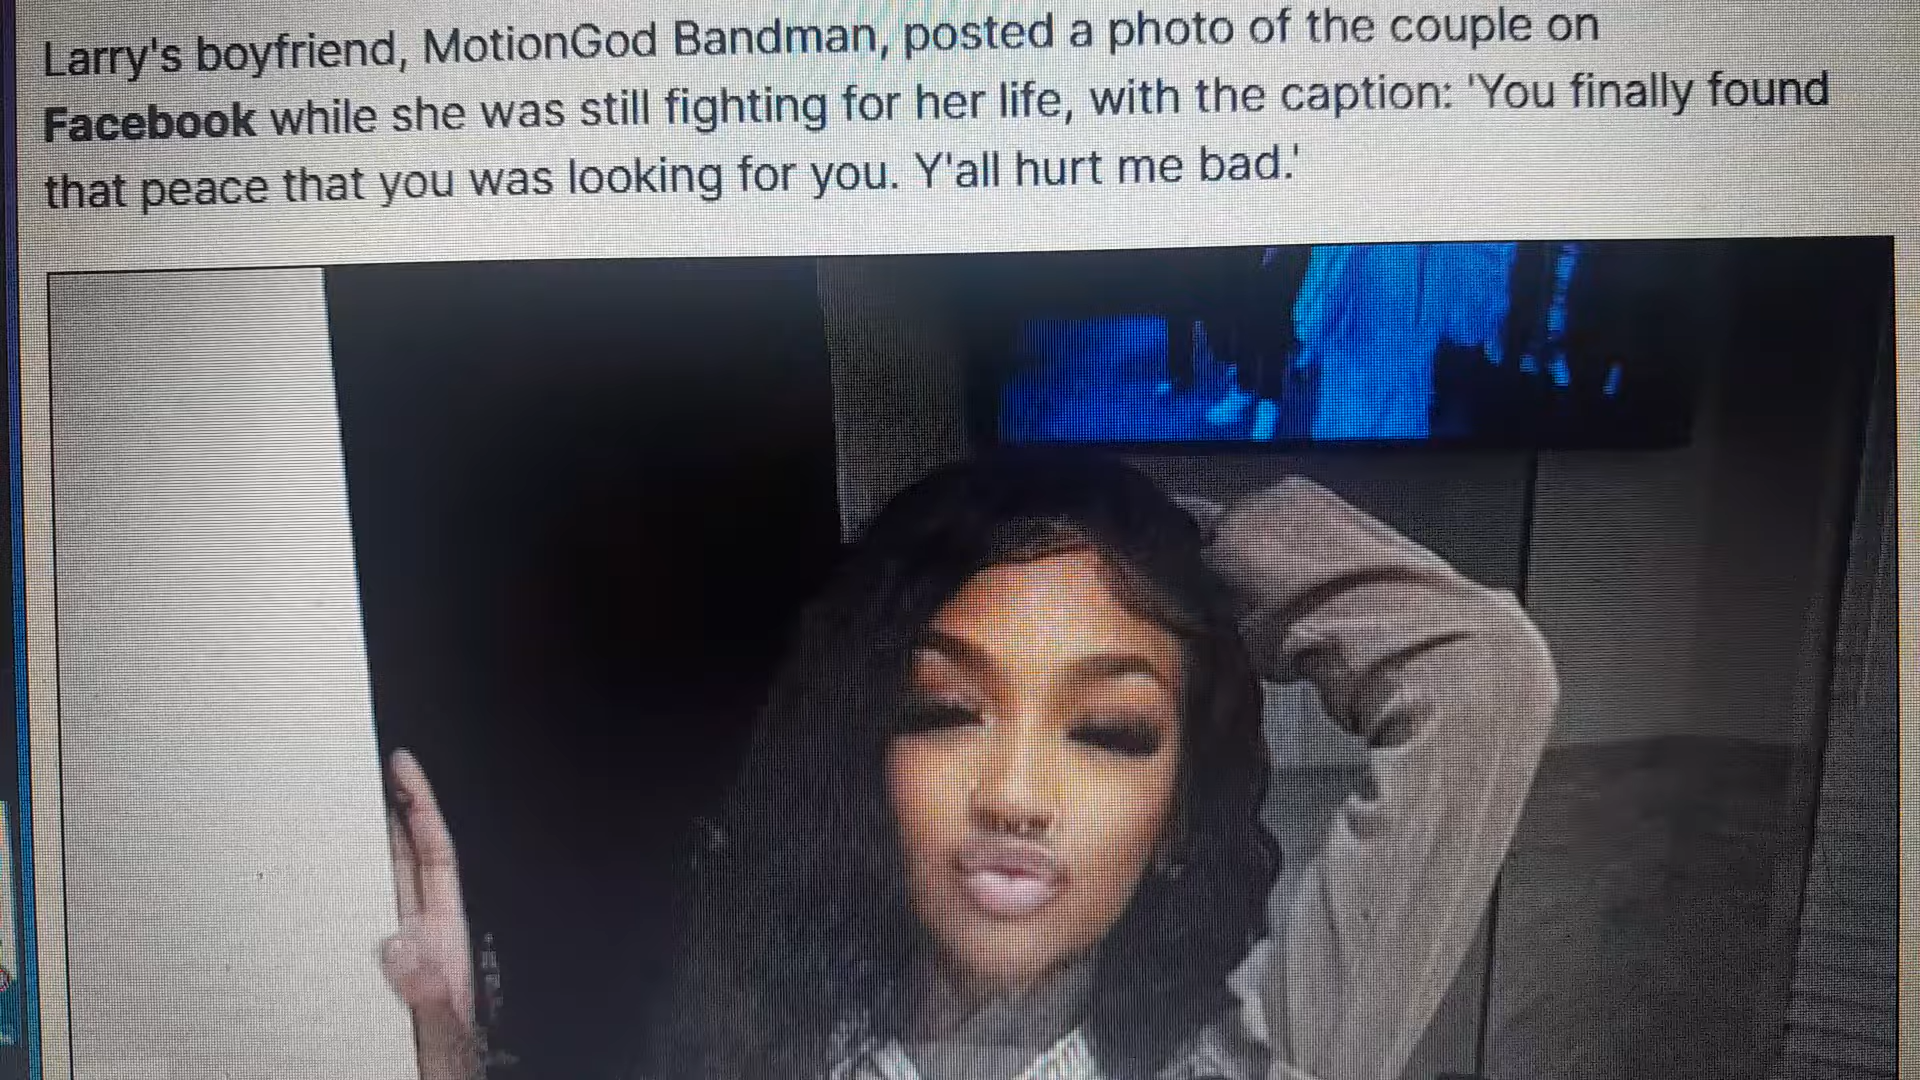 Larry's boyfriend, MotionGod Bandman, posted a photo of the couple on
Facebook while she was still fighting for her life, with the caption: 'You finally found
that peace that you was looking for you. Y'all hurt me bad.'